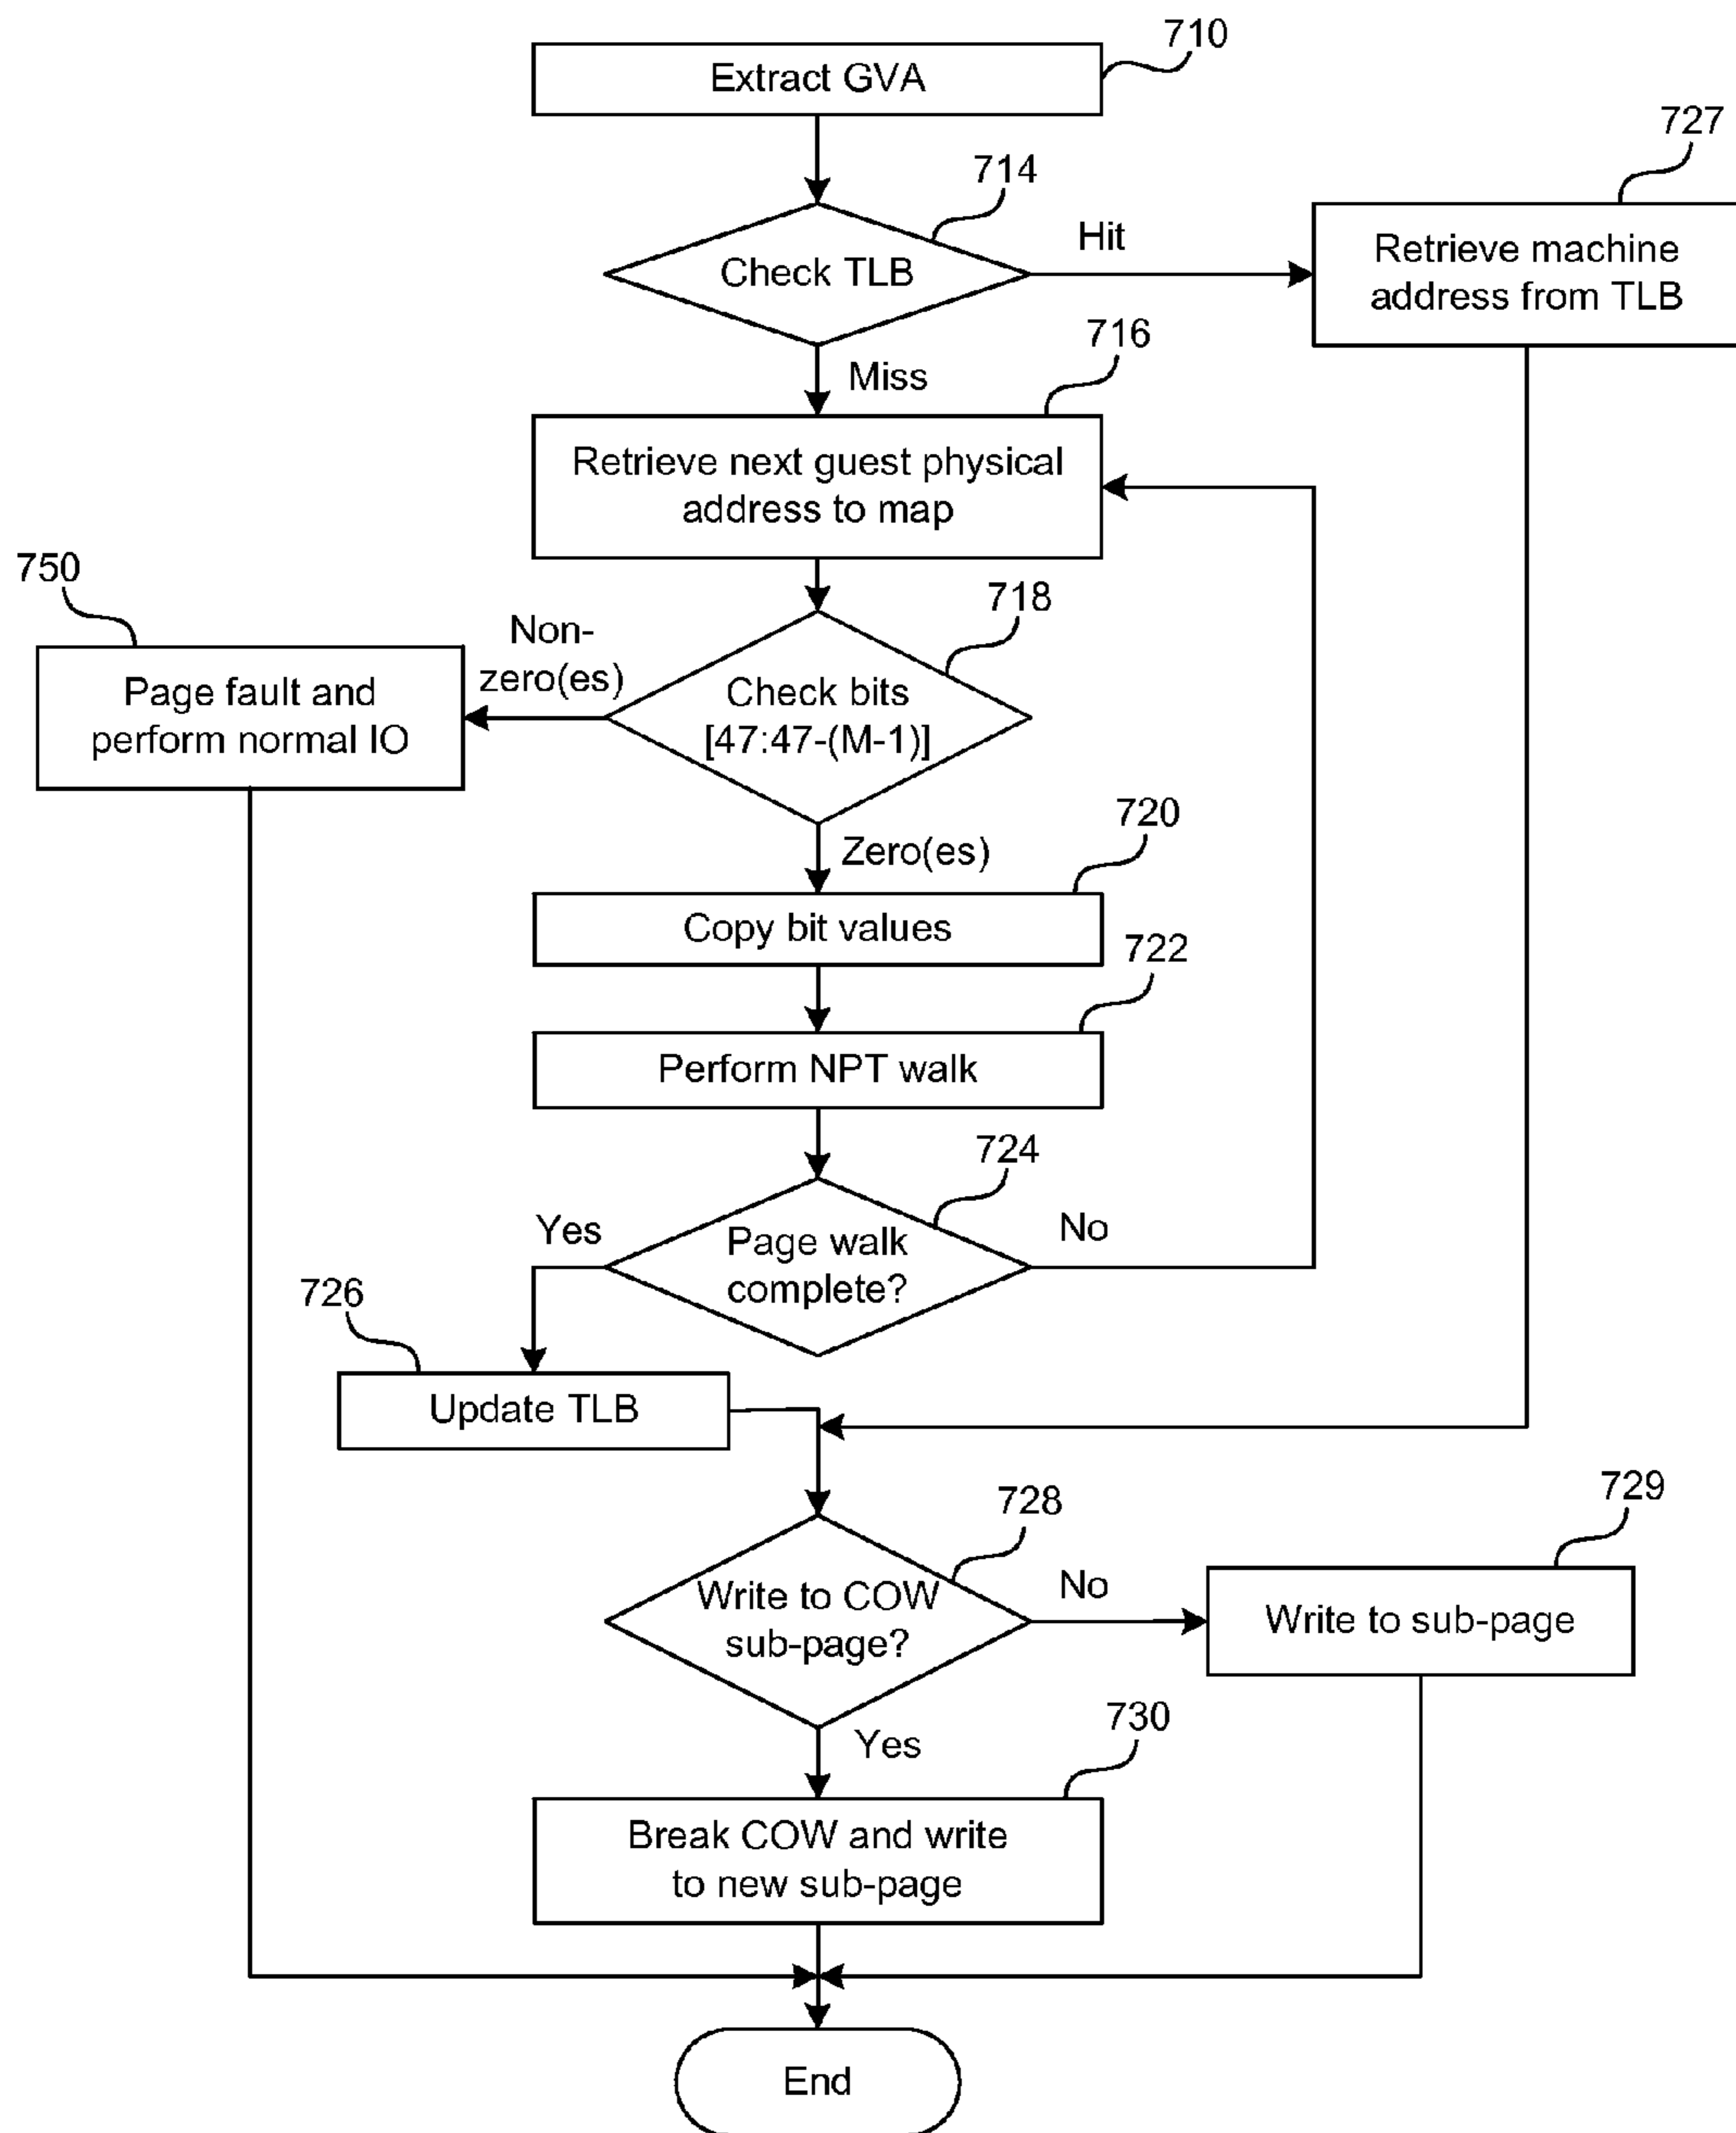 710
Extract GVA
727
714
Hit
Retrieve machine
address from TLB
Check TLB
716
Miss
Retrieve next guest physical
address to map
750
718
Non-
zero(es)
Page fault and
perform normal IO
Check bits
[47:47-(M-1)]
720
Zero(es)
Copy bit values
722
Perform NPT walk
724
Yes
No
Page walk
complete?
726
Update TLB
728
729
No
Write to COW
sub-page?
Write to sub-page
730
Yes
Break COW and write
to new sub-page
End